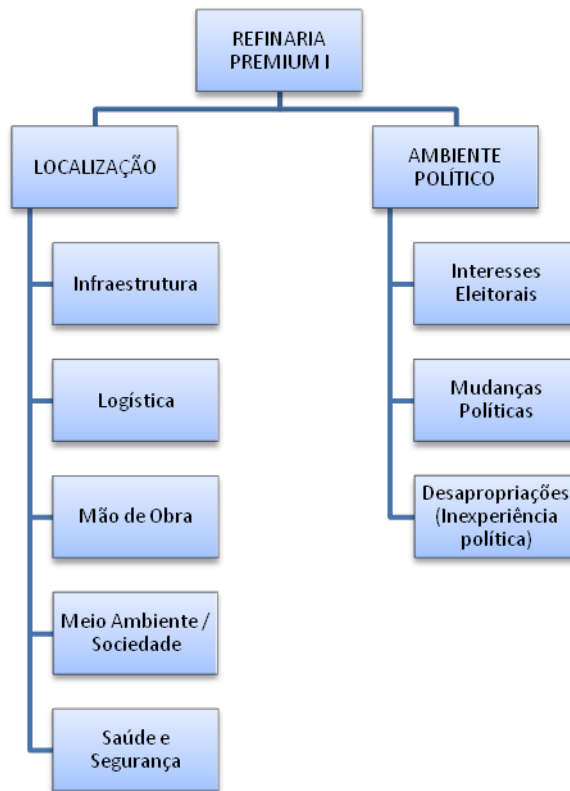 REFINARIA
PREMIUM I
LOCALIZAÇÃO
Infraestrutura
Logística
Mão de Obra
Meio Ambiente /
Sociedade
Saúde e
Segurança
AMBIENTE
POLÍTICO
Interesses
Eleitorais
Mudanças
Políticas
Desapropriações
(Inexperiência
política)